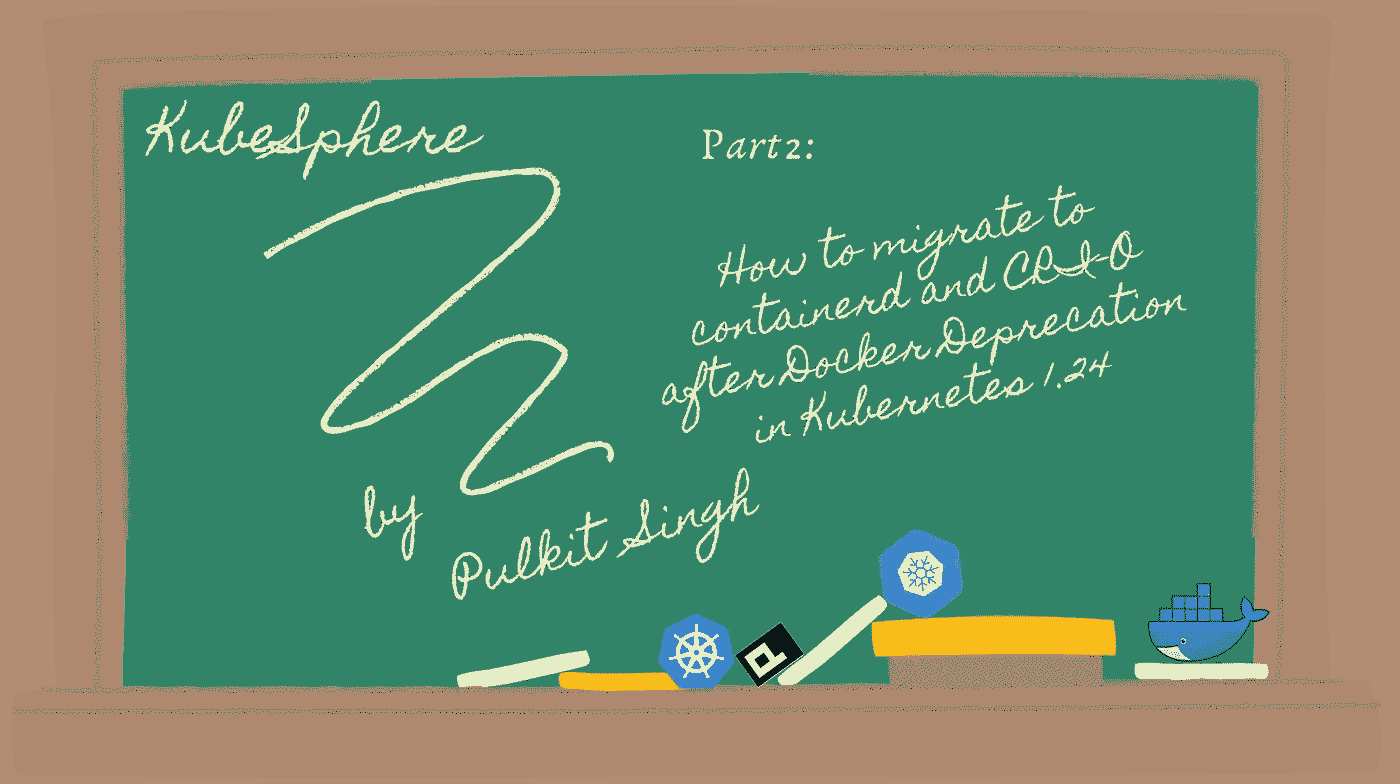 KubeSphere
Part2:
How to migrate to
containerd and CRI-O
after Docker Deprecation
in Kubernetes 1.24
by
Pulkit Singh